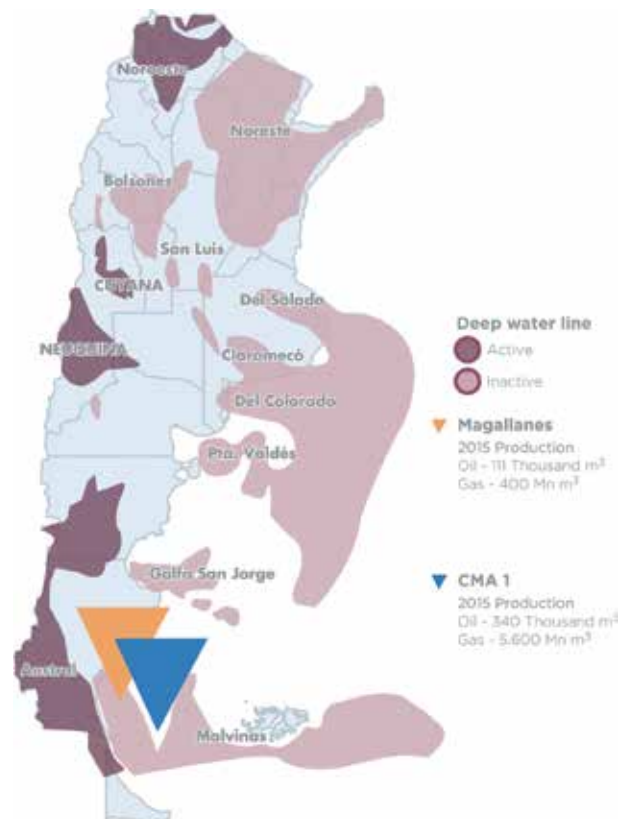 Noroeste
Noreste
Bolsones
San Luis
CUYANA
Del Salado
NEUQUINA
Claromecó
Del Colorado
Pta. Valdés
Golfo San Jorge
Austral
Malvinas
Deep water line
Active
Inactive
Magallanes
2015 Production
Oil - 111 Thousand m³
Gas - 400 Mn m³
CMA 1
2015 Production
Oil - 340 Thousand m³
Gas - 5.600 Mn m³